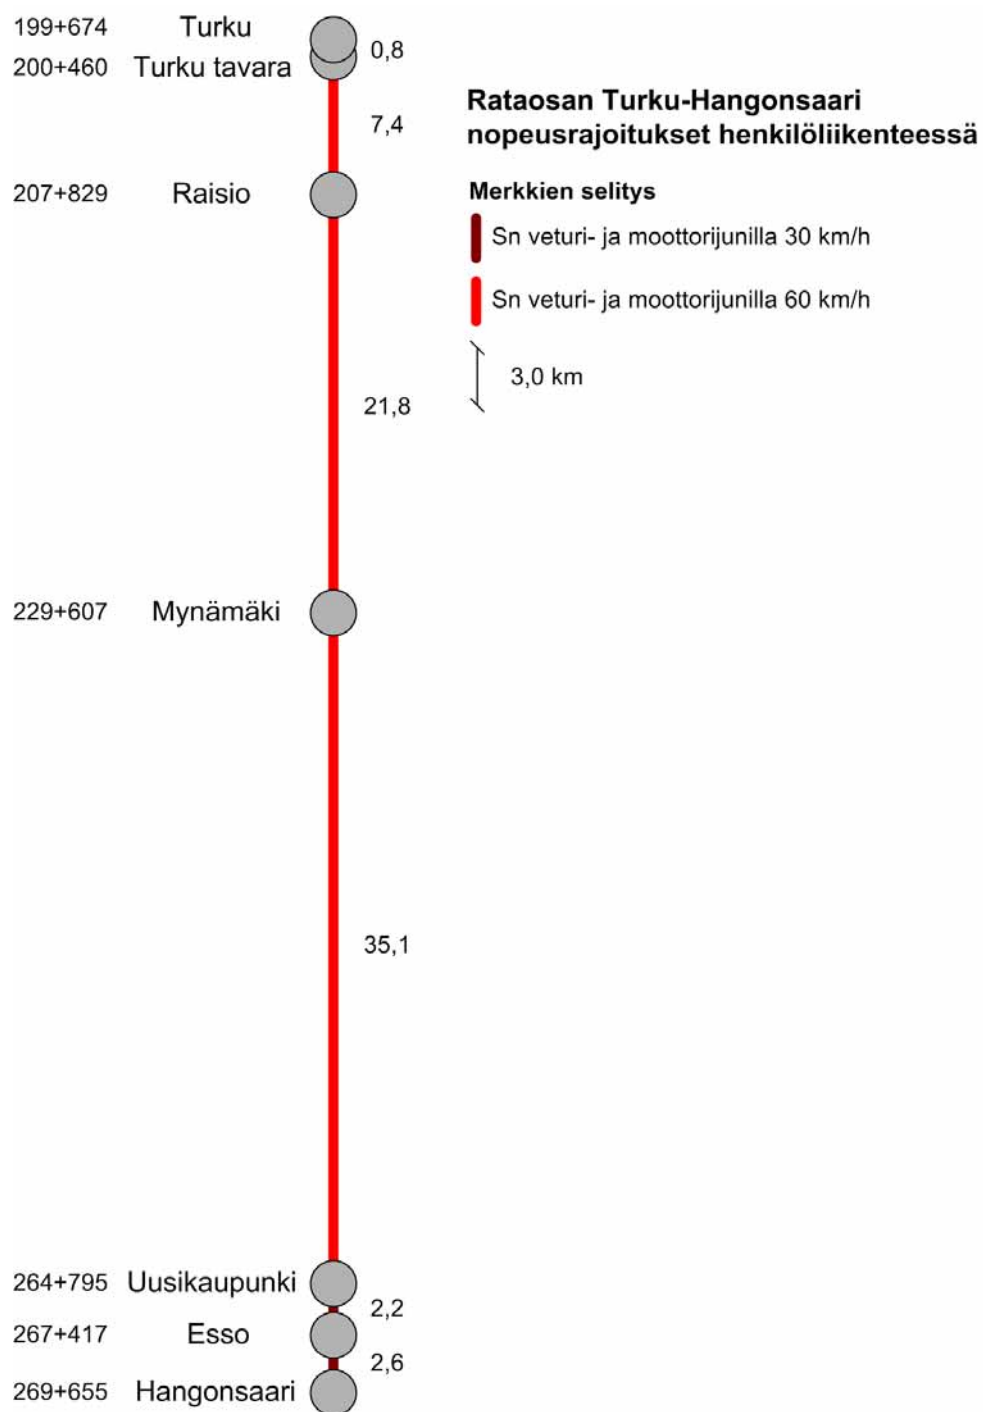 199+674 Turku
0,8
200+460 Turku tavara
Rataosan Turku-Hangonsaari
nopeusrajoitukset henkilöliikenteessä
7,4
207+829 Raisio
Merkkien selitys
Sn veturi- ja moottorijunilla 30 km/h
Sn veturi- ja moottorijunilla 60 km/h
3,0 km
21,8
229+607 Mynämäki
35,1
264+795 Uusikaupunki
2,2
267+417 Esso
2,6
269+655 Hangonsaari